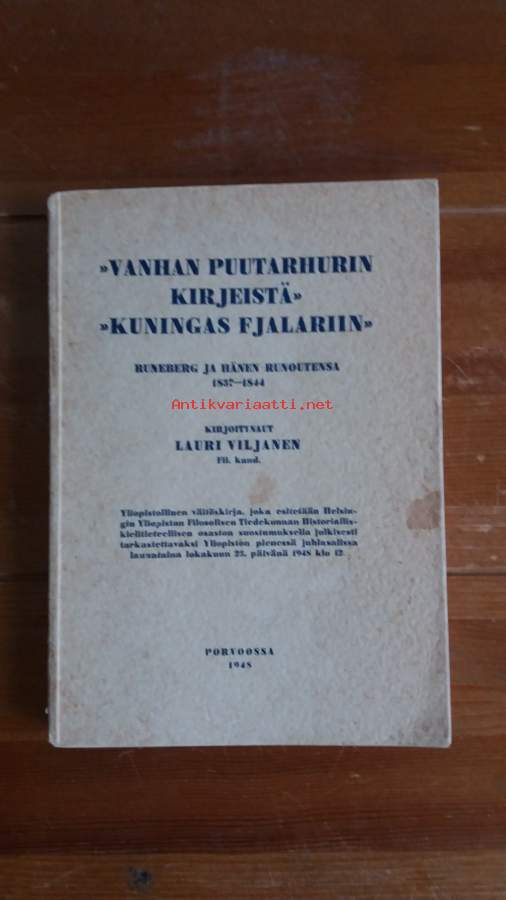 »VANHAN PUUTARHURIN
KIRJEISTÄ»
»KUNINGAS FJALARIIN»
RUNEBERG JA HÄNEN RUNOUTENSA
1837—1844
Antikvariaatti.net
KIRJOITTANUT
LAURI VILJANEN
Fil. kand.
Yliopistollinen väitöskirja, joka esitetään Helsin-
gin Yliopiston Filosofisen Tiedekunnan Historiallis-
kielitieteellisen osaston suostumuksella julkisesti
tarkastettavaksi Yliopiston pienessä juhlasalissa
lauantaina lokakuun 23. päivänä 1948 klo 12
PORVOOSSA
1948